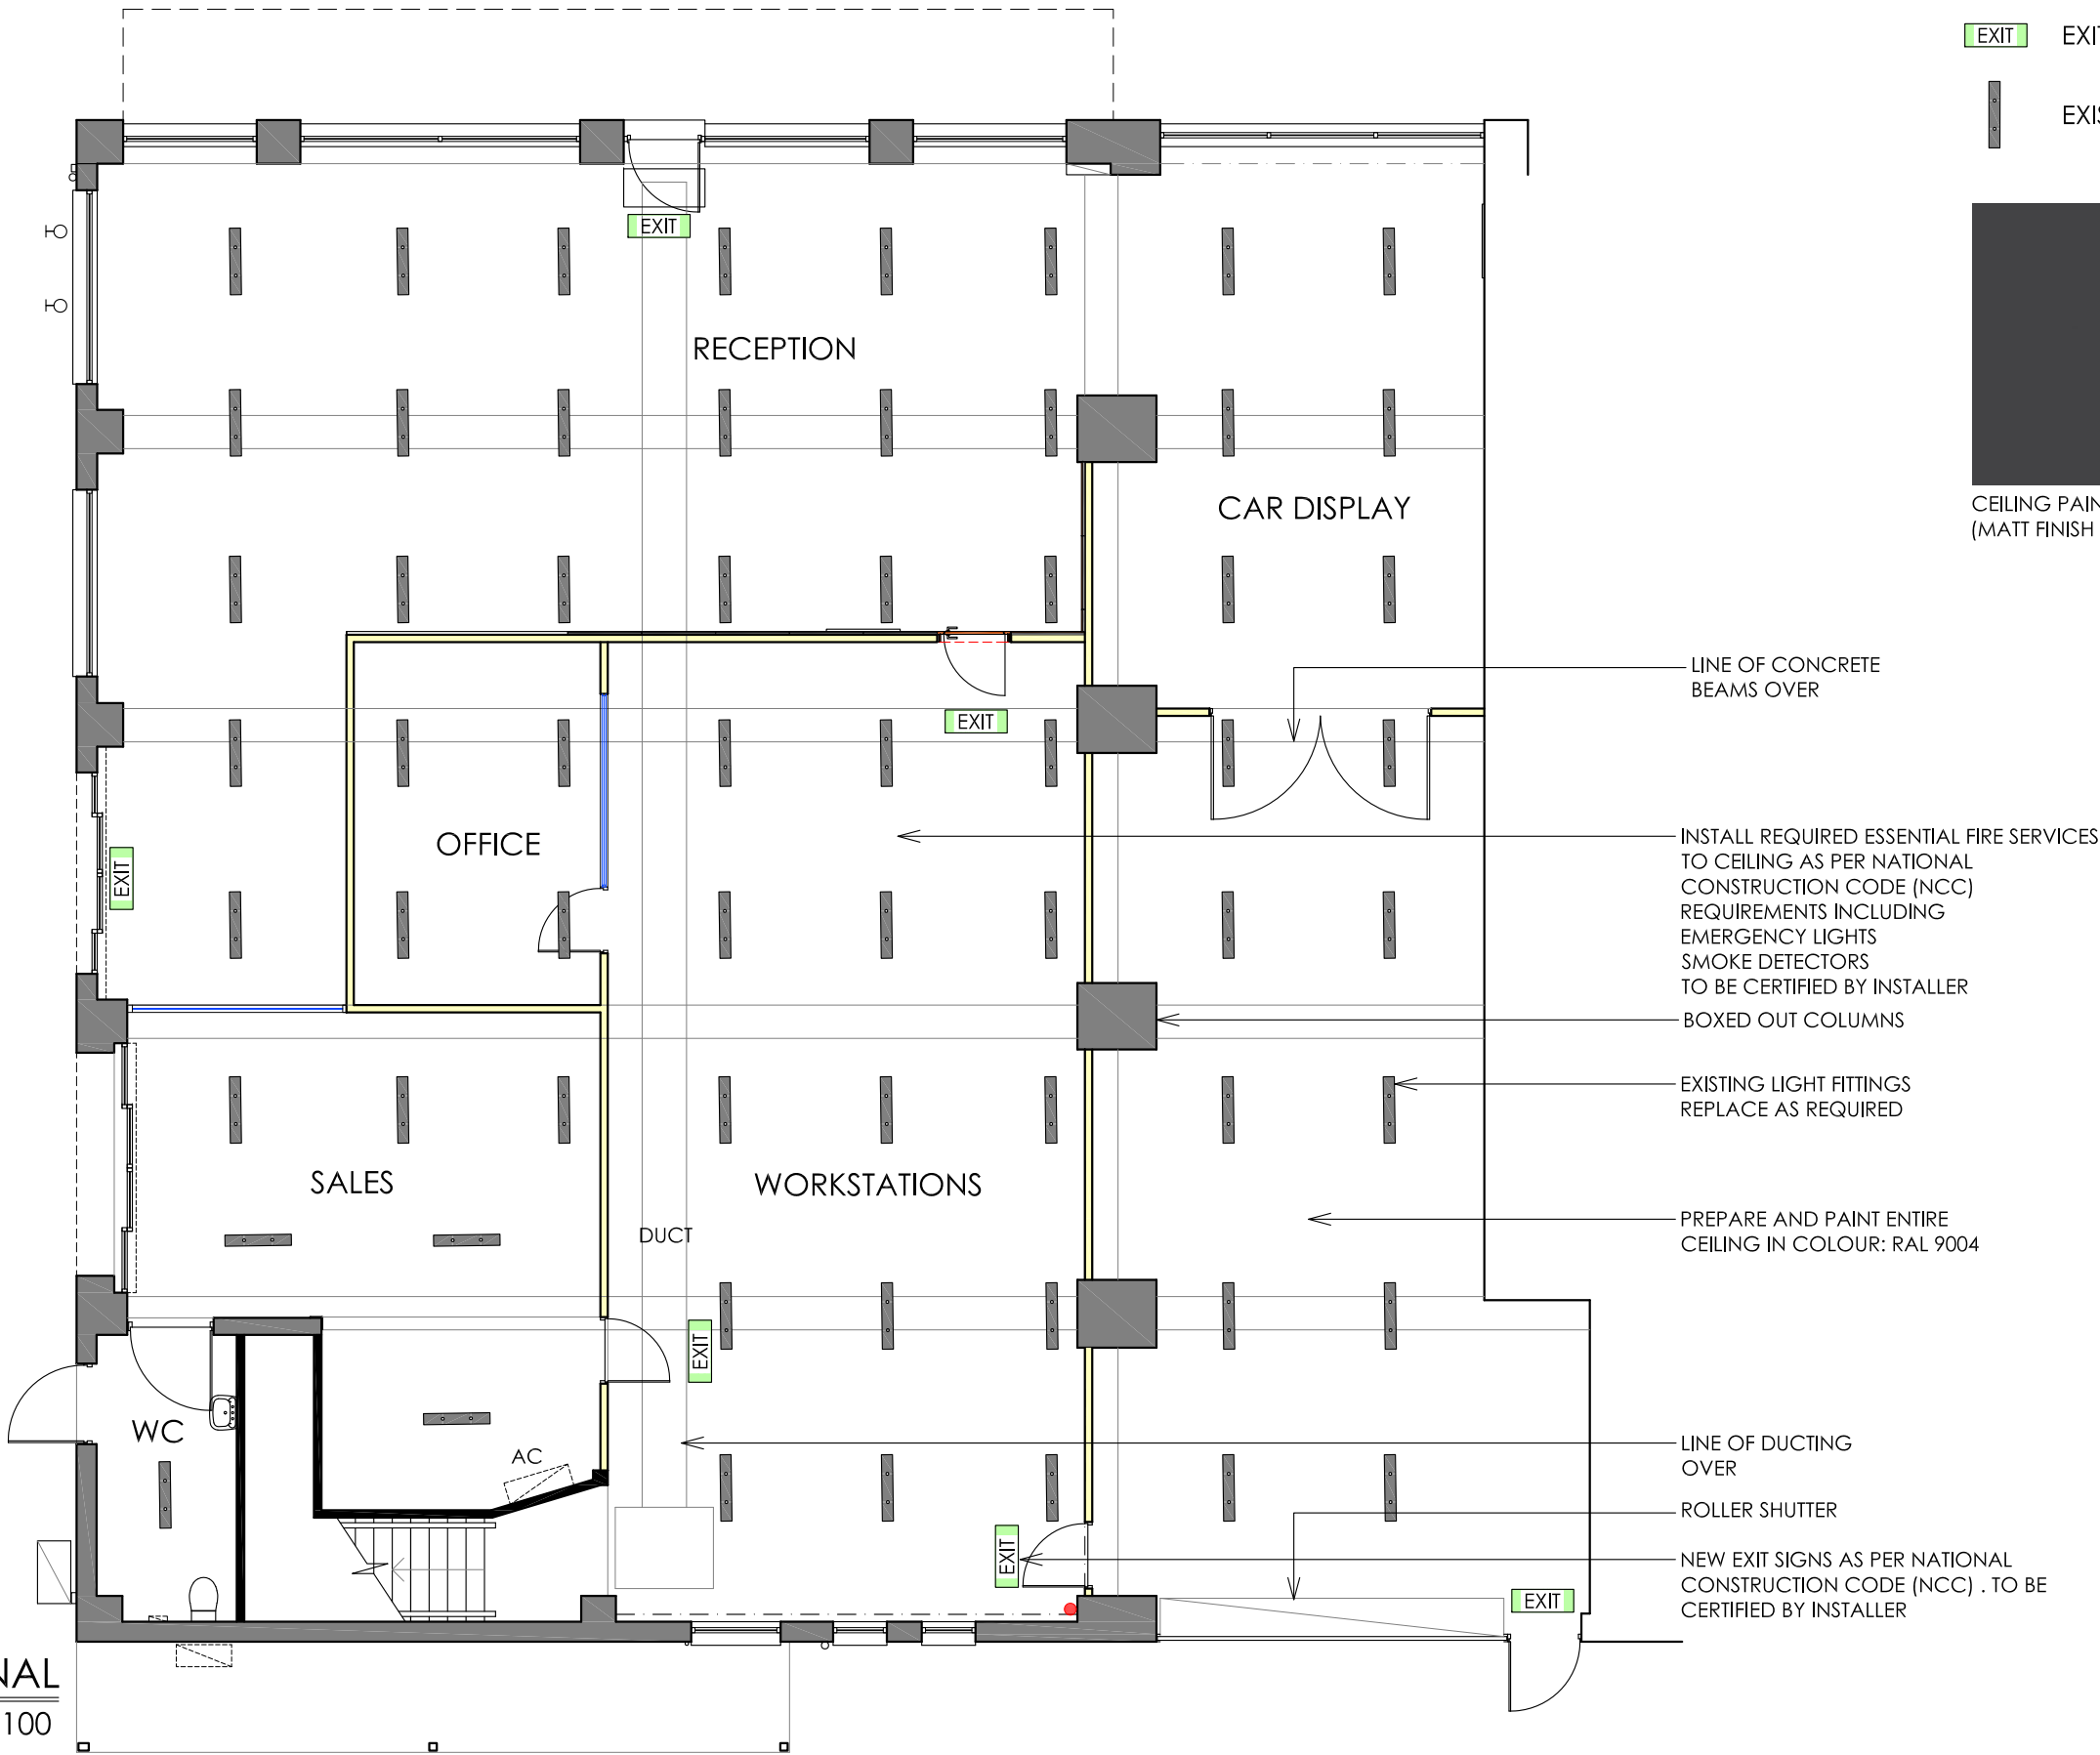 EXIT
EXIT
RECEPTION
CAR DISPLAY
CEILING
(MATT FINISH
LINE OF CONCRETE
BEAMS OVER
EXIT
OFFICE
EXIT
INSTALL REQUIRED ESSENTIAL FIRE SERVICES
TO CEILING AS PER NATIONAL
CONSTRUCTION CODE (NCC)
REQUIREMENTS INCLUDING
EMERGENCY LIGHTS
SMOKE DETECTORS
TO BE CERTIFIED BY INSTALLER
BOXED OUT COLUMNS
EXISTING LIGHT FITTINGS
REPLACE AS REQUIRED
SALES
WORKSTATIONS
DUCT
PREPARE AND PAINT ENTIRE
CEILING IN COLOUR: RAL 9004
EXIT
WC
AC
LINE OF DUCTING
OVER
ROLLER SHUTTER
EXIT
NEW EXIT SIGNS AS PER NATIONAL
CONSTRUCTION CODE (NCC) . TO BE
CERTIFIED BY INSTALLER
EXIT
100